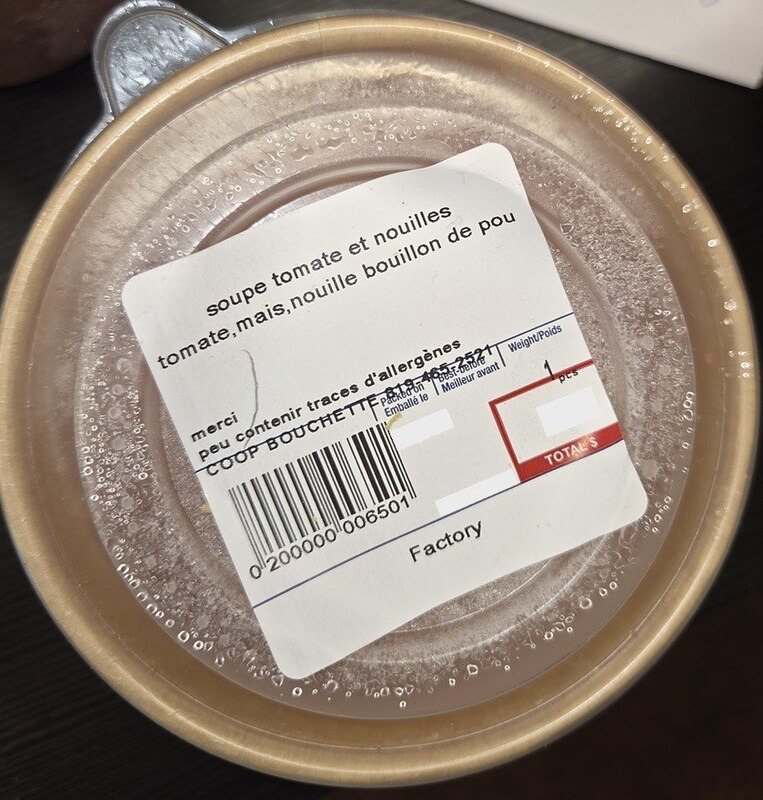 soupe tomate et nouilles
tomate,mais,nouille bouillon de pou
merci
peu contenir traces d'allergènes
COOP BOUCHETTE 819-465-2521
Packed on
Emballé le
Best-before
Meilleur avant
Weight/Poids
1 pcs
TOTAL $
0 200000 006501
Factory